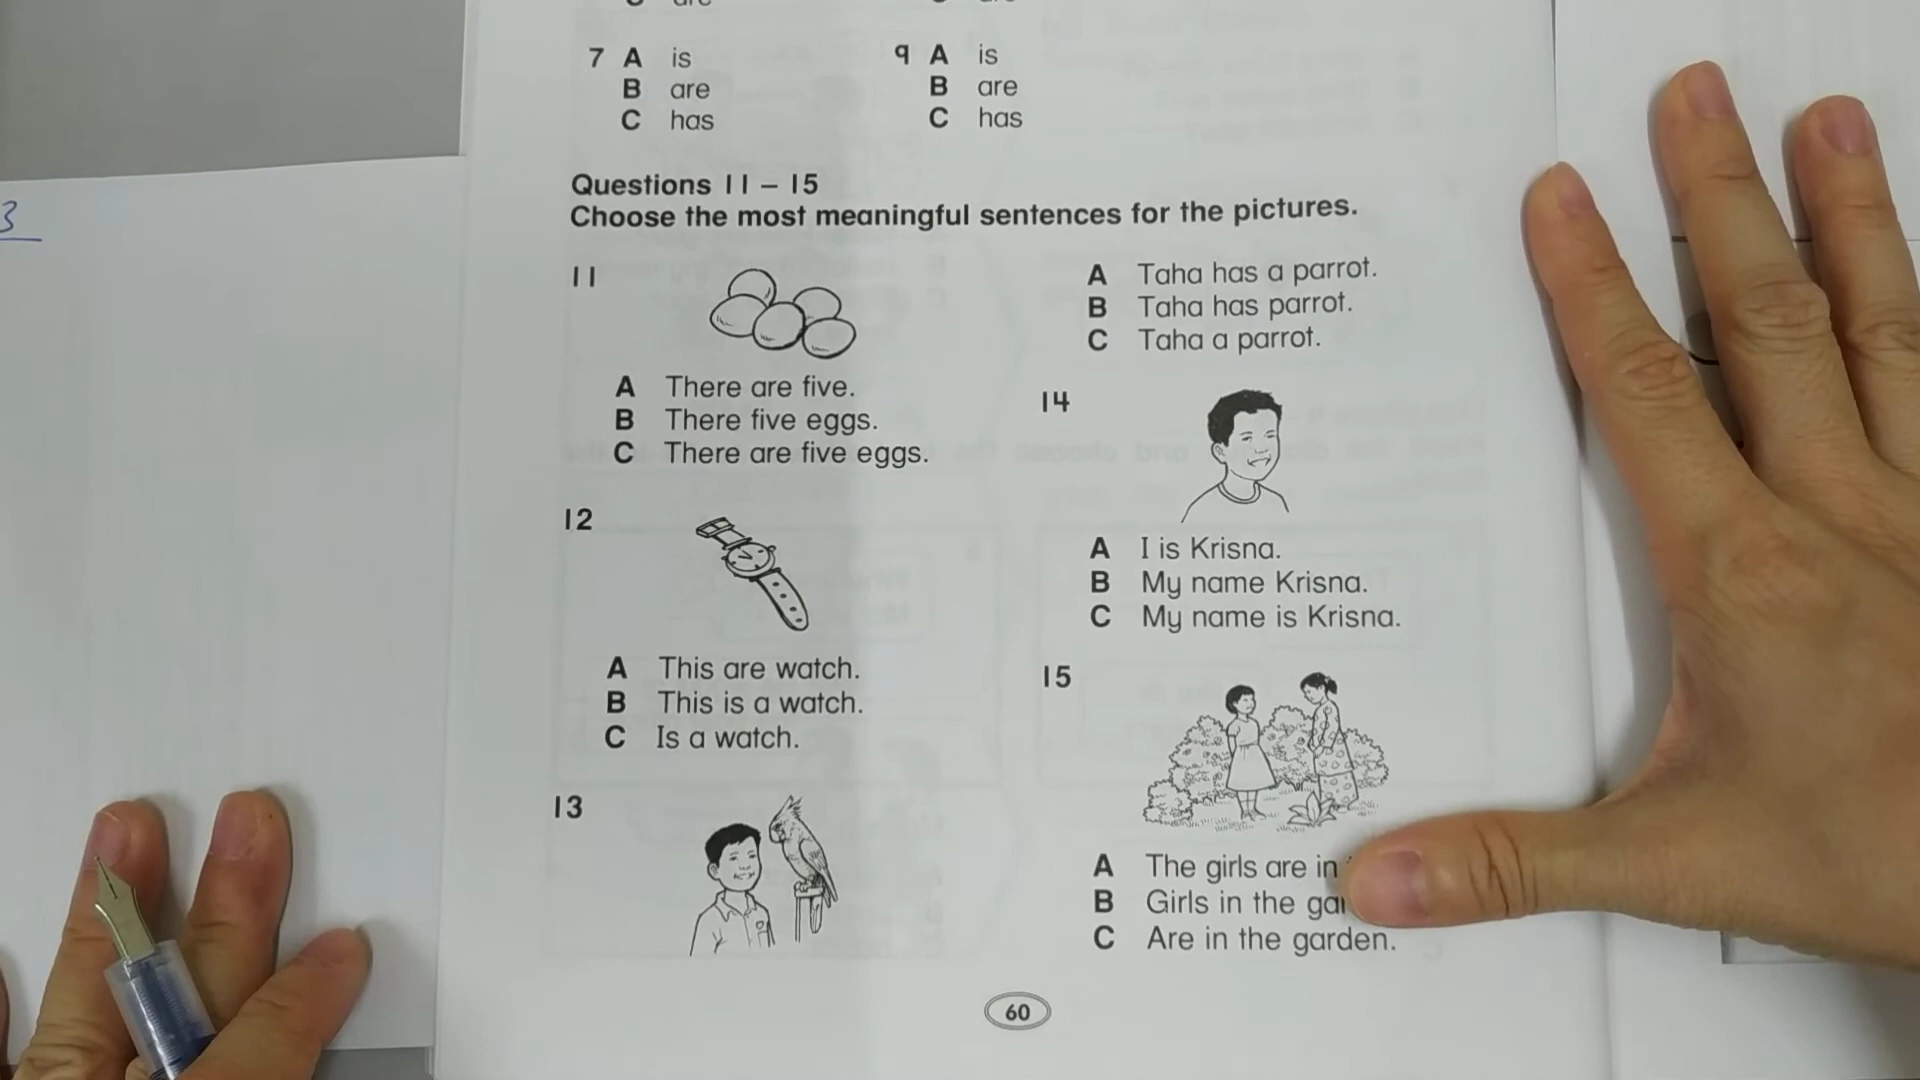 3
7 A is
B are
C has
9 A is
B are
C has
Questions 11 – 15
Choose the most meaningful sentences for the pictures.
11
A There are five.
B There five eggs.
C There are five eggs.
12
A This are watch.
B This is a watch.
C Is a watch.
13
A Taha has a parrot.
B Taha has parrot.
C Taha a parrot.
14
A I is Krisna.
B My name Krisna.
C My name is Krisna.
15
A The girls are in
B Girls in the
C Are in the garden.
60